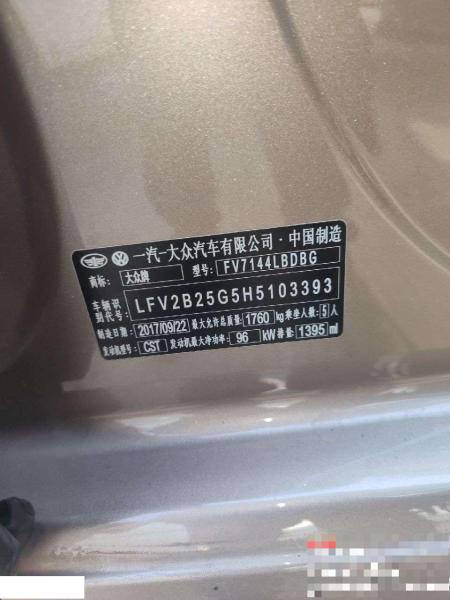 一汽-大众汽车有限公司·中国制造
商标: 大众牌 型号: FV7144LBDBG
车辆识别代号: LFV2B25G5H5103393
制造日期: 2017/09/22 最大允许总质量: 1760 kg 乘坐人数: 5 人
发动机型号: CST 发动机最大净功率: 96 kW 排量: 1395 ml